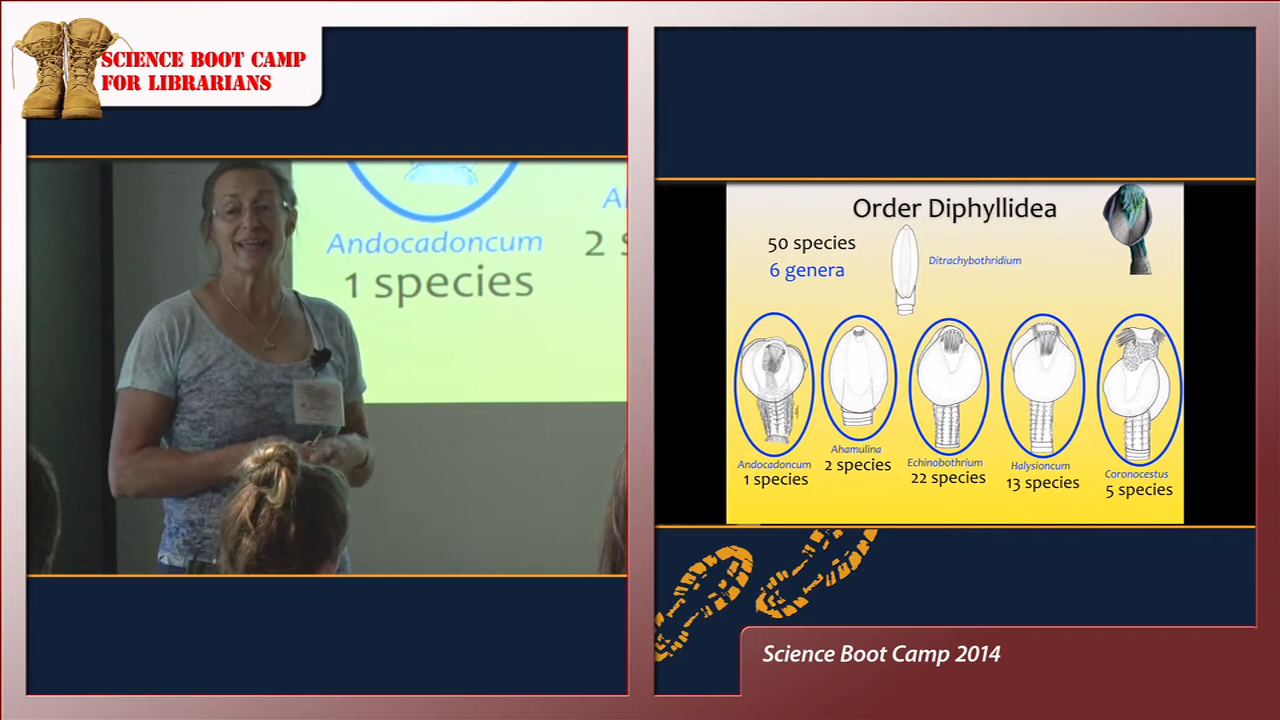 SCIENCE BOOT CAMP
FOR LIBRARIANS
Andocadoncum
1 species
2
Order Diphyllidea
50 species
6 genera
Ditrachybothridium
Andocadoncum
1 species
Ahamulina
2 species
Echinobothrium
22 species
Halysioncum
13 species
Coronocestus
5 species
Science Boot Camp 2014